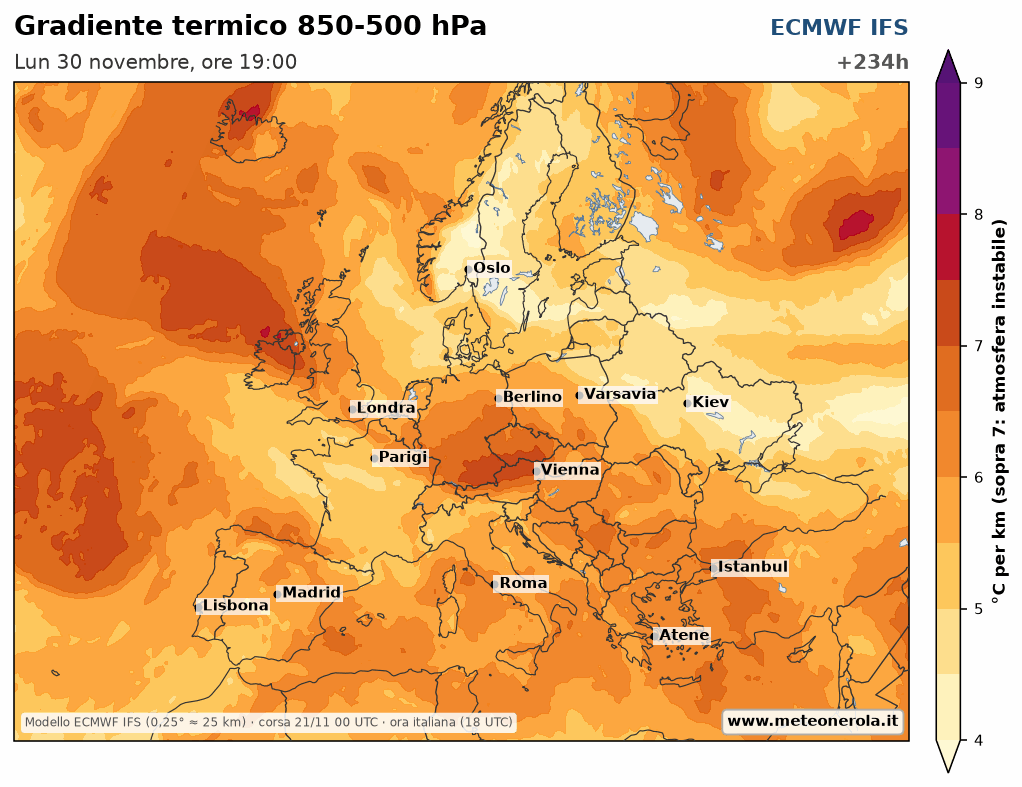 Gradiente termico 850-500 hPa
ECMWF IFS
Lun 30 novembre, ore 19:00
+234h
Oslo
Berlino
Varsavia
Kiev
Londra
Parigi
Vienna
Istanbul
Roma
Madrid
Lisbona
Atene
Modello ECMWF IFS (0,25° ≈ 25 km) · corsa 21/11 00 UTC · ora italiana (18 UTC)
www.meteonerola.it
9
8
7
6
5
4
°C per km (sopra 7: atmosfera instabile)